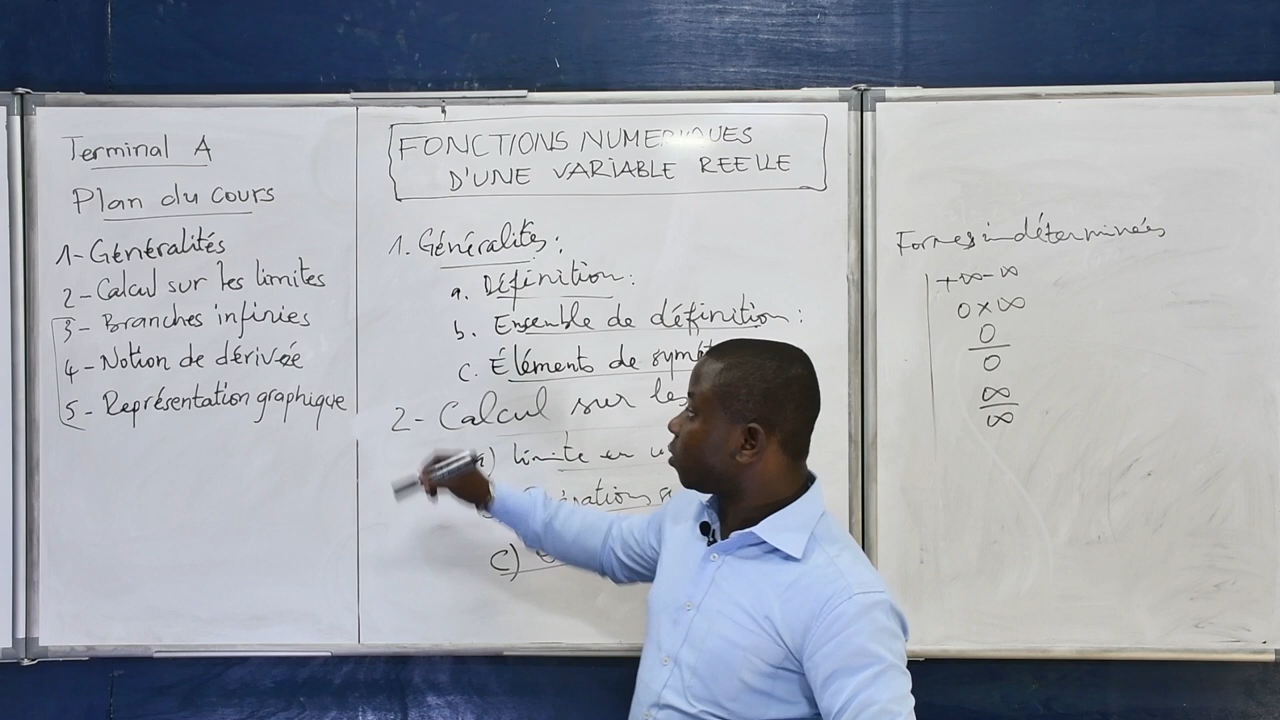 Terminal A
Plan du cours
1- Généralités
2- Calcul sur les limites
3- Branches infinies
4- Notion de dérivée
5- Représentation graphique
FONCTIONS NUMERIQUES
D'UNE VARIABLE REELLE
1. Généralités:
a. Définition:
b. Ensemble de définition:
c. Éléments de
2- Calcul sur les
limite en
c)
Formes indéterminées
+∞-∞
0×∞
0
0
∞
∞